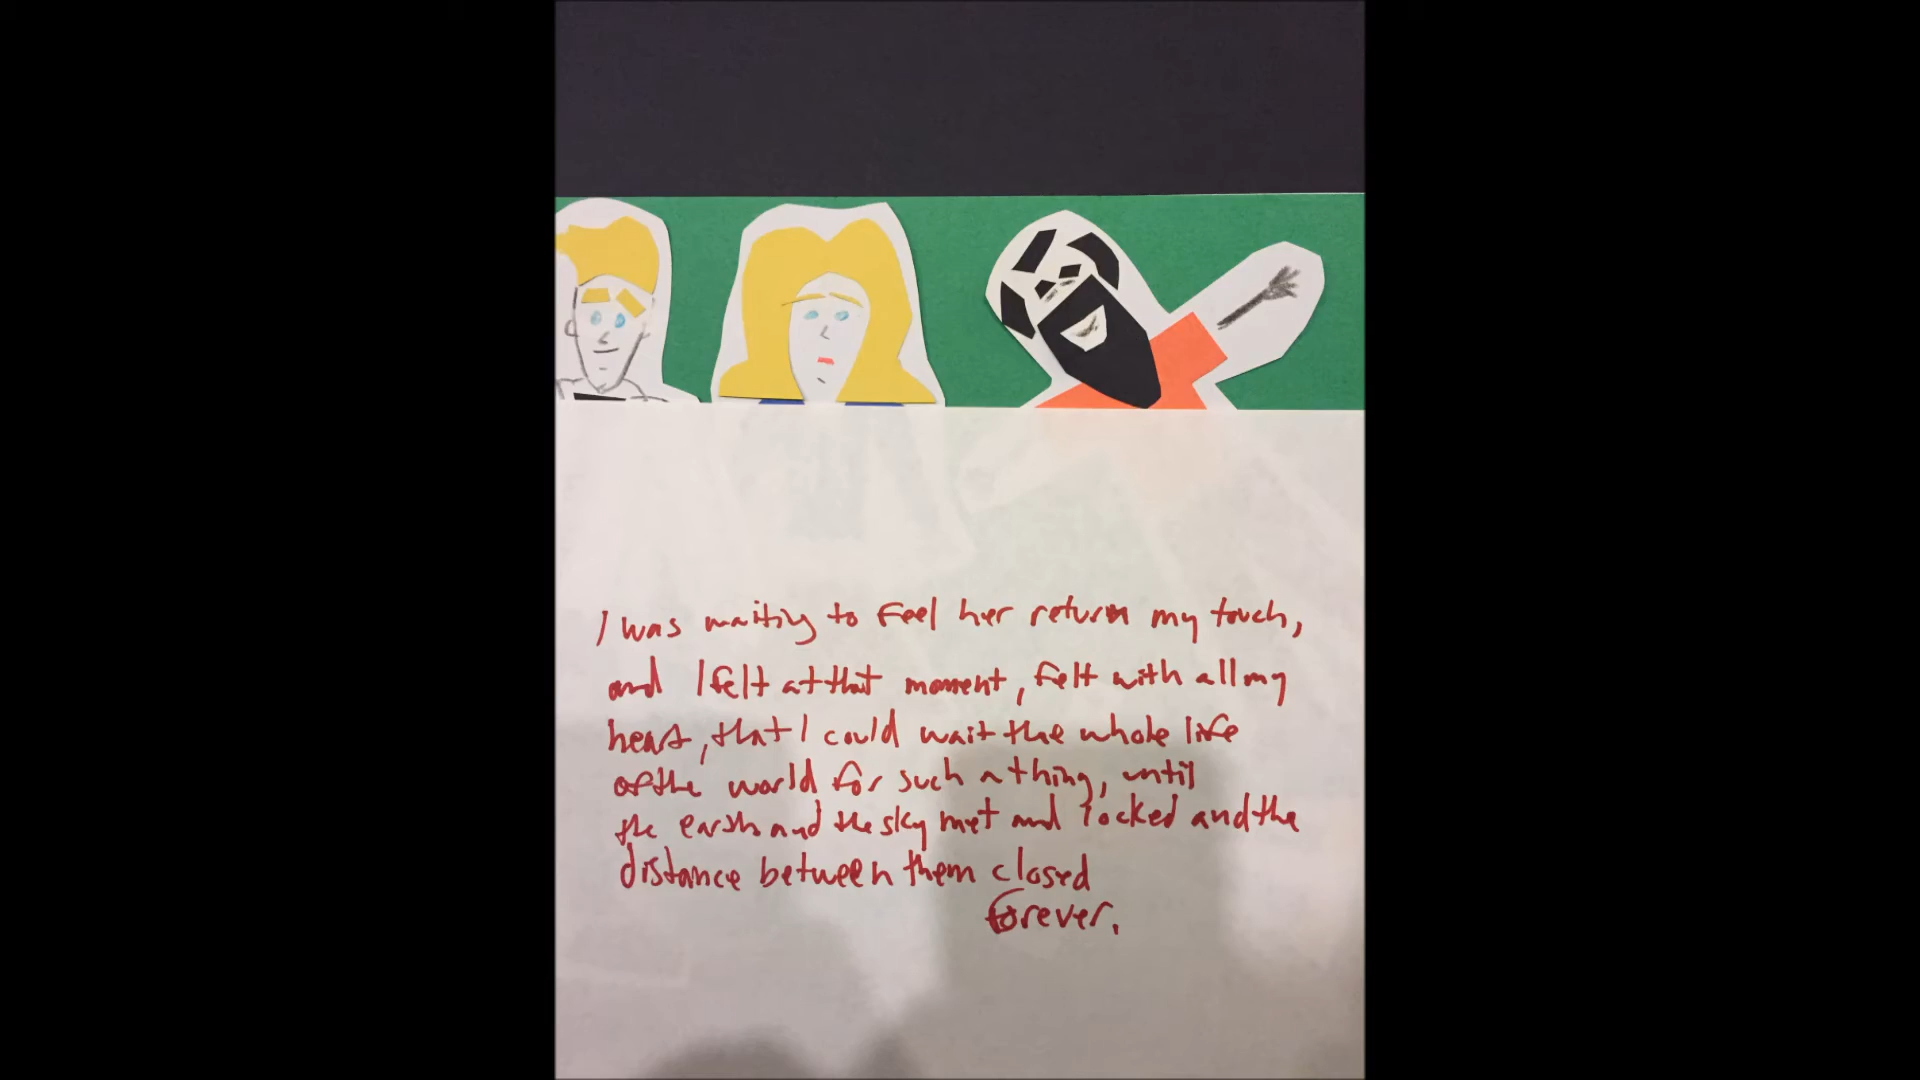 I was waiting to feel her return my touch,
and I felt at that moment, felt with all my
heart, that I could wait the whole life
of the world for such a thing, until
the earth and the sky met and locked and the
distance between them closed
forever.